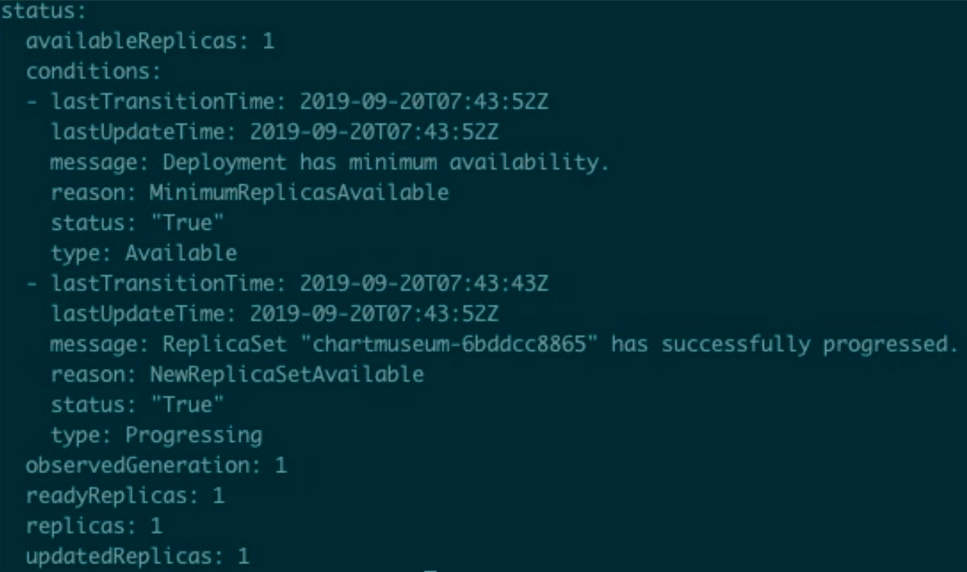 status:
  availableReplicas: 1
  conditions:
  - lastTransitionTime: 2019-09-20T07:43:52Z
    lastUpdateTime: 2019-09-20T07:43:52Z
    message: Deployment has minimum availability.
    reason: MinimumReplicasAvailable
    status: "True"
    type: Available
  - lastTransitionTime: 2019-09-20T07:43:43Z
    lastUpdateTime: 2019-09-20T07:43:52Z
    message: ReplicaSet "chartmuseum-6bddcc8865" has successfully progressed.
    reason: NewReplicaSetAvailable
    status: "True"
    type: Progressing
  observedGeneration: 1
  readyReplicas: 1
  replicas: 1
  updatedReplicas: 1